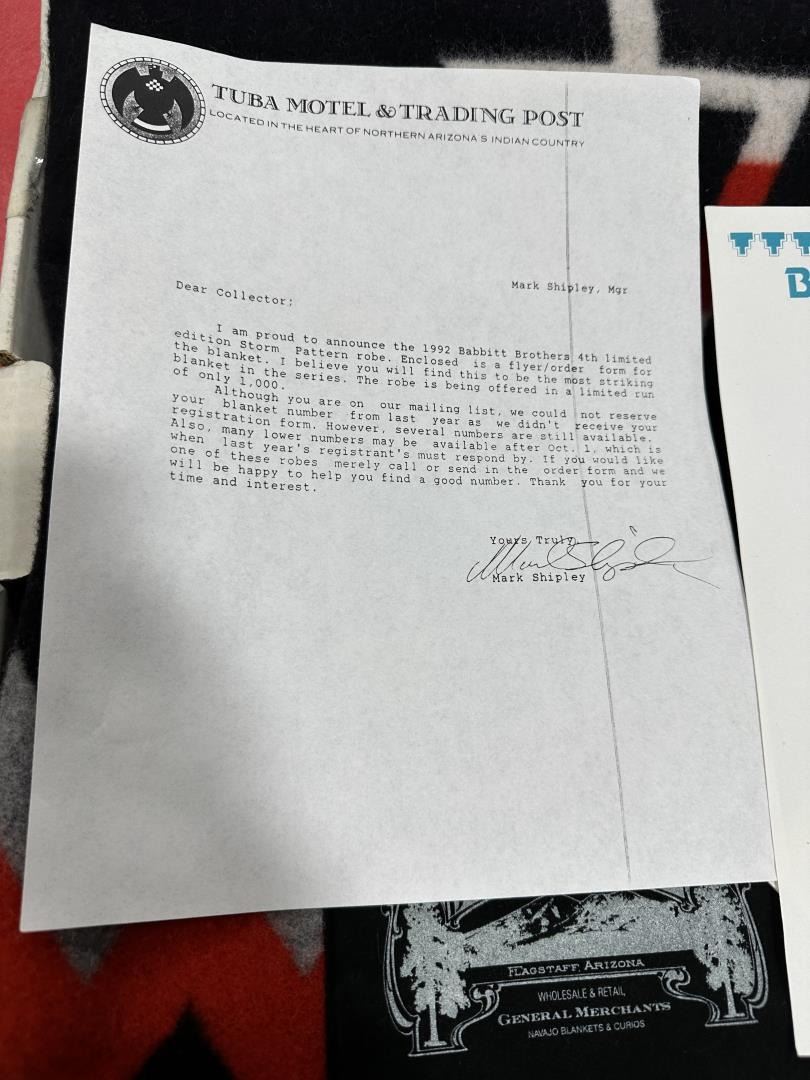 TUBA MOTEL & TRADING POST
LOCATED IN THE HEART OF NORTHERN ARIZONA S INDIAN COUNTRY
Mark Shipley, Mgr
Dear Collector;
I am proud to announce the 1992 Babbitt Brothers 4th limited
edition Storm Pattern robe. Enclosed is a flyer/order form for
the blanket. I believe you will find this to be the most striking
blanket in the series. The robe is being offered in a limited run
of only 1,000.
Although you are on our mailing list, we could not reserve
your blanket number from last year as we didn't receive your
registration form. However, several numbers are still available.
Also, many lower numbers may be available after Oct. 1, which is
when last year's registrant's must respond by. If you would like
one of these robes merely call or send in the order form and we
will be happy to help you find a good number. Thank you for your
time and interest.
Yours Truly,
Mark Shipley
Mark Shipley
B
FLAGSTAFF, ARIZONA
WHOLESALE & RETAIL,
GENERAL MERCHANTS
NAVAJO BLANKETS & CURIOS